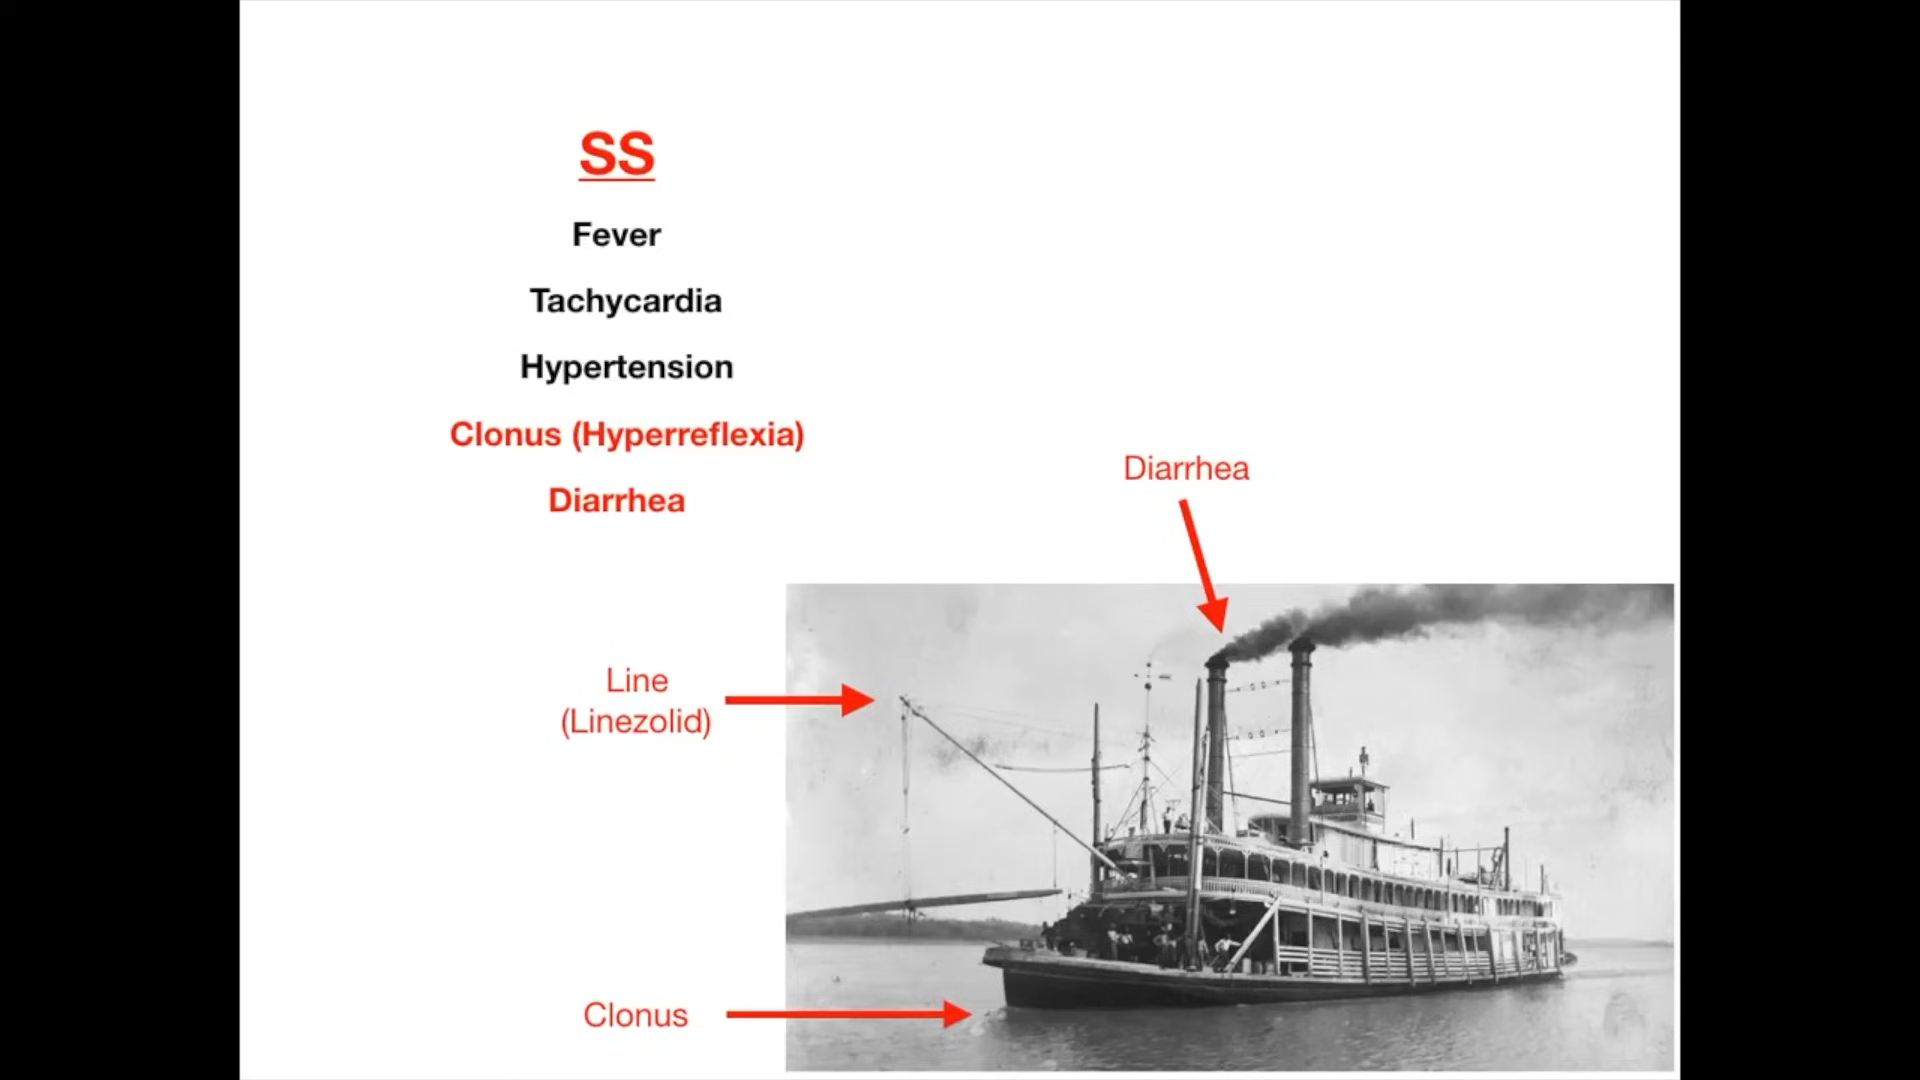 SS
Fever
Tachycardia
Hypertension
Clonus (Hyperreflexia)
Diarrhea
Diarrhea
Line
(Linezolid)
Clonus